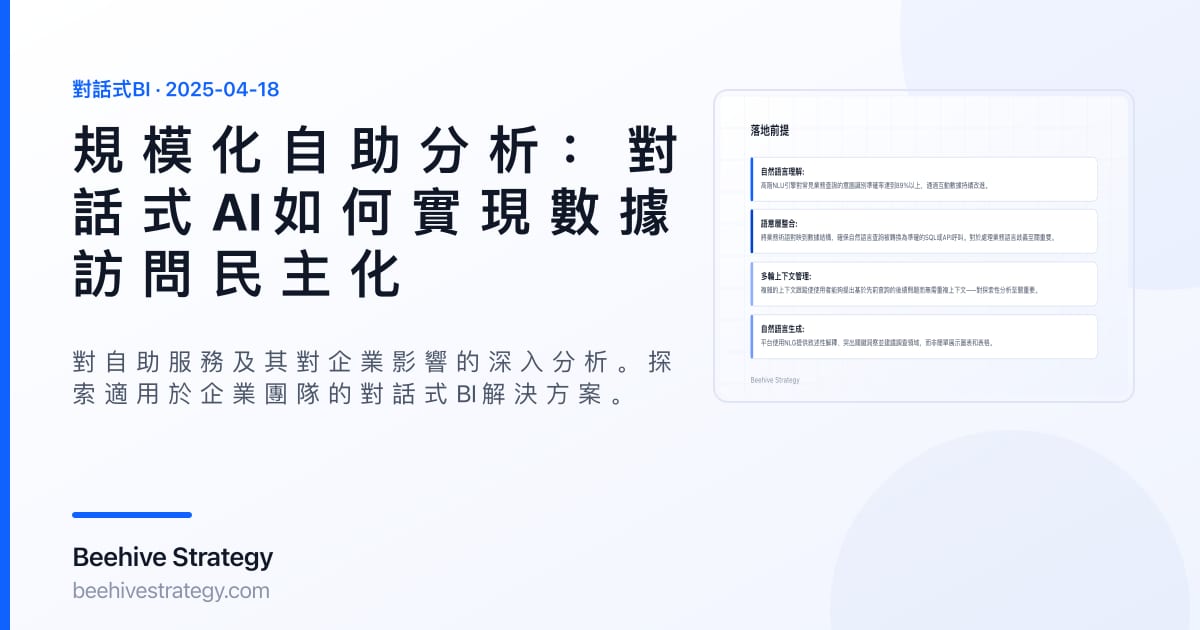 對話式BI · 2025-04-18
規模化自助分析：對
話式AI如何實現數據
訪問民主化
對自助服務及其對企業影響的深入分析。探
索適用於企業團隊的對話式BI解決方案。
Beehive Strategy
beehivestrategy.com
落地前提
自然語言理解:
高階NLU引擎對常見業務查詢的意圖識別準確率達到89%以上，通過互動數據持續改進。
語意層整合:
將業務術語對映到數據結構，確保自然語言查詢被轉換為準確的SQL或API呼叫。對於處理業務語言歧義至關重要。
多輪上下文管理:
複雜的上下文跟蹤使使用者能夠提出基於先前查詢的後續問題而無需重複上下文——對探索性分析至關重要。
自然語言生成:
平台使用NLG提供敘述性解釋，突出關鍵洞察並建議調查領域，而非簡單展示圖表和表格。
Beehive Strategy